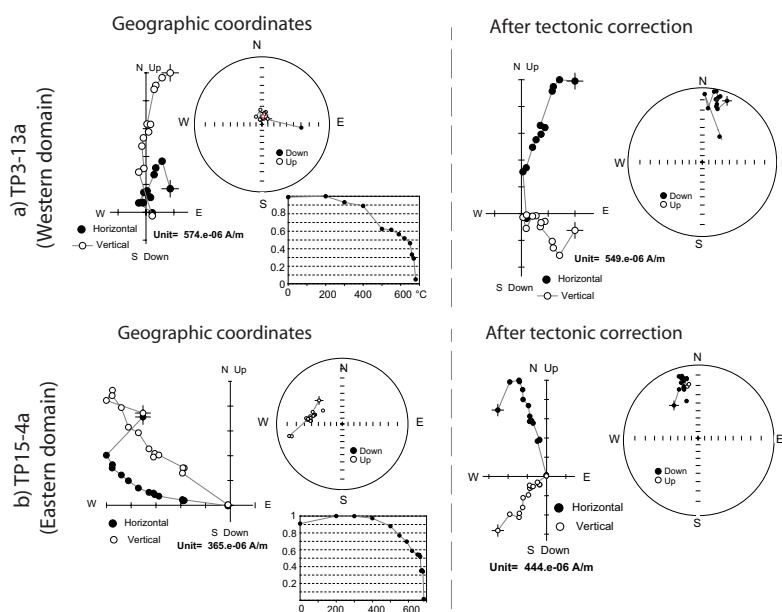 Geographic coordinates
After tectonic correction
a) TP3-13a
(Western domain)
N Up
W E
S Down
Horizontal
Vertical
Unit= 574.e-06 A/m
N
W E
S
Down
Up
0.8
0.6
0.4
0.2
0
0 200 400 600 °C
N Up
W E
S Down
Unit= 549.e-06 A/m
Horizontal
Vertical
N
W E
S
Down
Up
Geographic coordinates
After tectonic correction
b) TP15-4a
(Eastern domain)
N Up
W E
S Down
Horizontal
Vertical
Unit= 365.e-06 A/m
N
W E
S
Down
Up
1
0.8
0.6
0.4
0.2
0 200 400 600
N Up
W E
S Down
Horizontal
Vertical
Unit= 444.e-06 A/m
N
W E
S
Down
Up